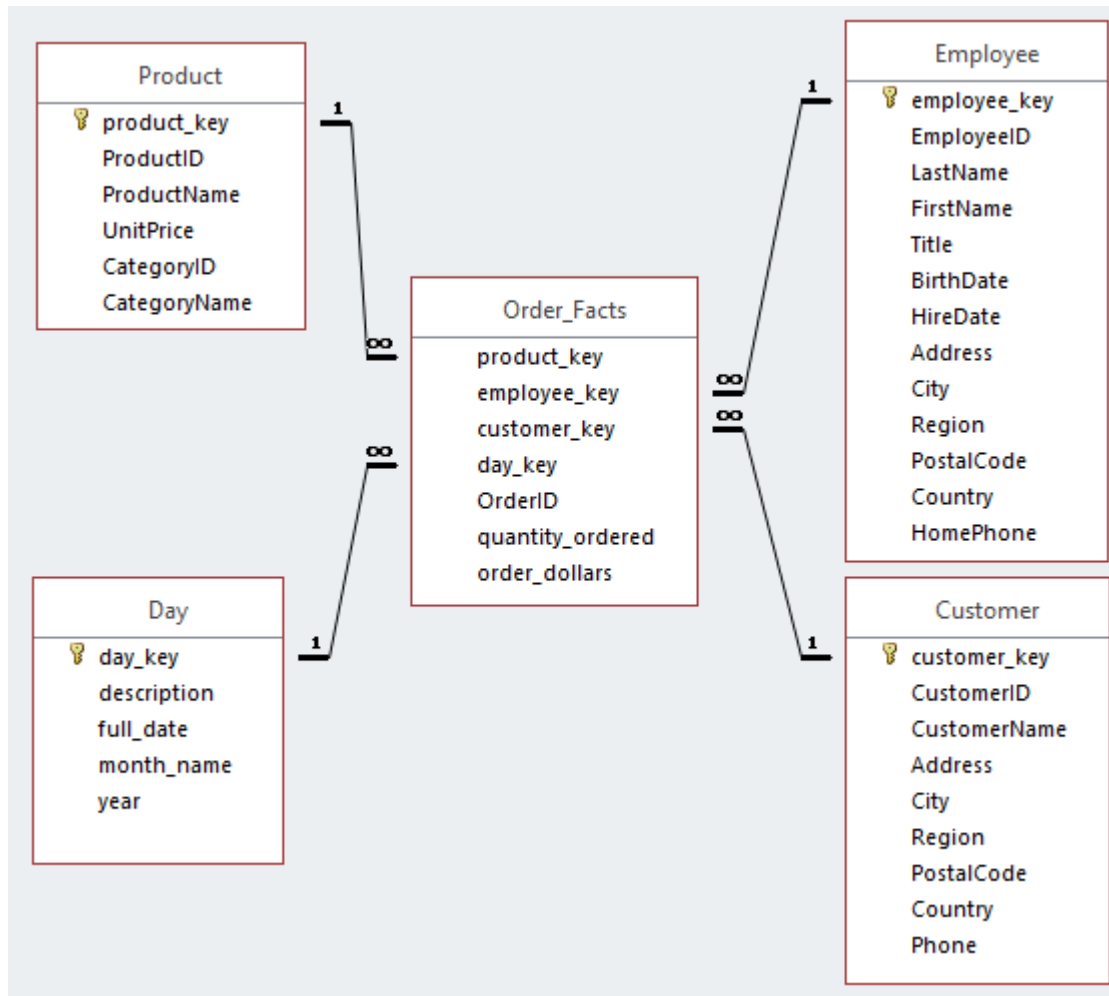 Product
product_key
ProductID
ProductName
UnitPrice
CategoryID
CategoryName
1
∞
Employee
employee_key
EmployeeID
LastName
FirstName
Title
BirthDate
HireDate
Address
City
Region
PostalCode
Country
HomePhone
1
∞
Order_Facts
product_key
employee_key
customer_key
day_key
OrderID
quantity_ordered
order_dollars
∞
∞
Day
day_key
description
full_date
month_name
year
1
Customer
customer_key
CustomerID
CustomerName
Address
City
Region
PostalCode
Country
Phone
1